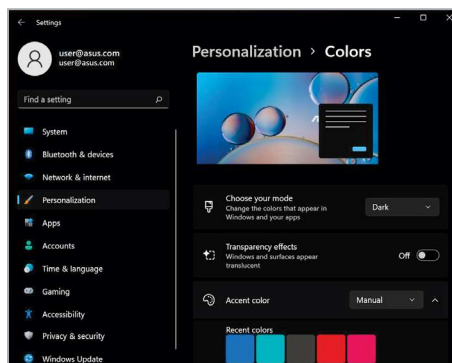 Settings
user@asus.com
user@asus.com
Find a setting
System
Bluetooth & devices
Network & internet
Personalization
Apps
Accounts
Time & language
Gaming
Accessibility
Privacy & security
Windows Update
Personalization > Colors
Choose your mode
Change the colors that appear in
Windows and your apps
Dark
Transparency effects
Windows and surfaces appear
translucent
Off
Accent color
Manual
Recent colors